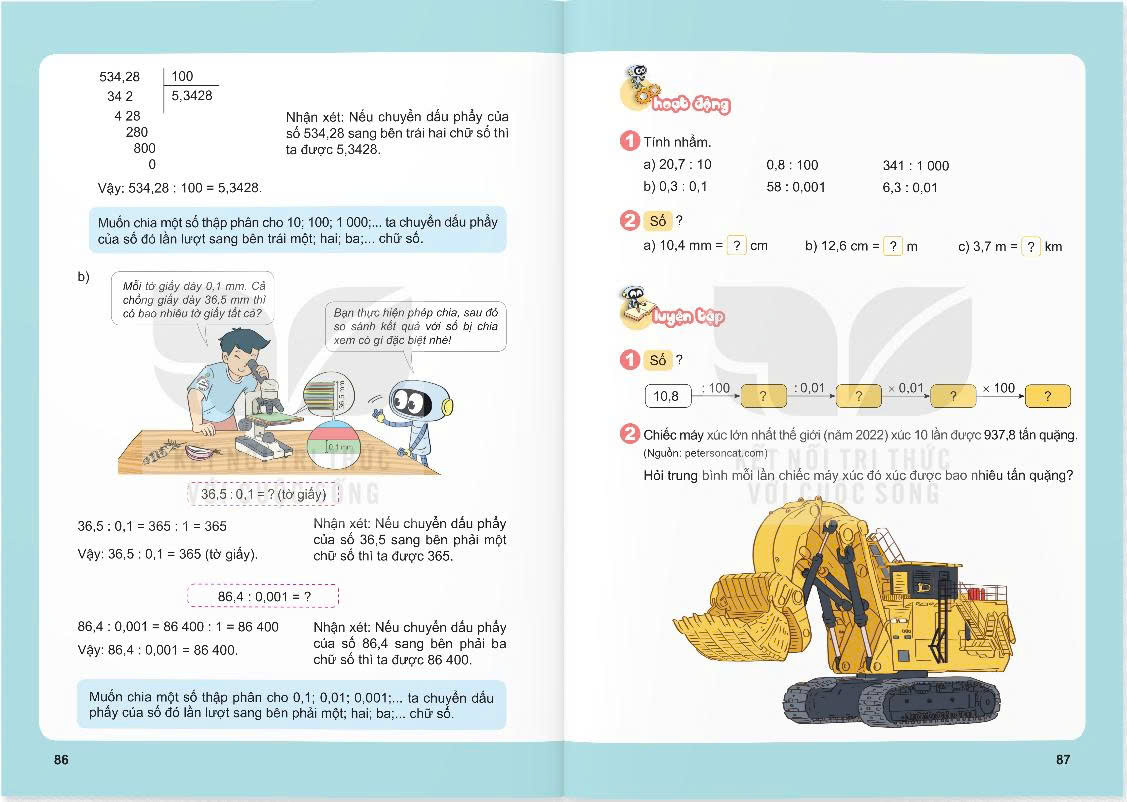 534,28 100
34 2 5,3428
4 28
280
800
0
Nhận xét: Nếu chuyển dấu phẩy của
số 534,28 sang bên trái hai chữ số thì
ta được 5,3428.
Vậy: 534,28 : 100 = 5,3428.
Muốn chia một số thập phân cho 10; 100; 1 000;... ta chuyển dấu phẩy
của số đó lần lượt sang bên trái một; hai; ba;... chữ số.
b)
Mỗi tờ giấy dày 0,1 mm. Cả
chồng giấy dày 36,5 mm thì
có bao nhiêu tờ giấy tất cả?
Bạn thực hiện phép chia, sau đó
so sánh kết quả với số bị chia
xem có gì đặc biệt nhé!
36,5 mm
0,1 mm
KẾT NỐI TRI THỨC
VỚI CUỘC SỐNG
36,5 : 0,1 = ? (tờ giấy)
36,5 : 0,1 = 365 : 1 = 365
Vậy: 36,5 : 0,1 = 365 (tờ giấy).
Nhận xét: Nếu chuyển dấu phẩy
của số 36,5 sang bên phải một
chữ số thì ta được 365.
86,4 : 0,001 = ?
86,4 : 0,001 = 86 400 : 1 = 86 400
Vậy: 86,4 : 0,001 = 86 400.
Nhận xét: Nếu chuyển dấu phẩy
của số 86,4 sang bên phải ba
chữ số thì ta được 86 400.
Muốn chia một số thập phân cho 0,1; 0,01; 0,001;... ta chuyển dấu
phẩy của số đó lần lượt sang bên phải một; hai; ba;... chữ số.
86
hoạt động
1 Tính nhẩm.
a) 20,7 : 10 0,8 : 100 341 : 1 000
b) 0,3 : 0,1 58 : 0,001 6,3 : 0,01
2 Số ?
a) 10,4 mm = ? cm b) 12,6 cm = ? m c) 3,7 m = ? km
luyện tập
1 Số ?
10,8 : 100 ? : 0,01 ? × 0,01 ? × 100 ?
2 Chiếc máy xúc lớn nhất thế giới (năm 2022) xúc 10 lần được 937,8 tấn quặng.
(Nguồn: petersoncat.com)
KẾT NỐI TRI THỨC
Hỏi trung bình mỗi lần chiếc máy xúc đó xúc được bao nhiêu tấn quặng?
VỚI CUỘC SỐNG
87